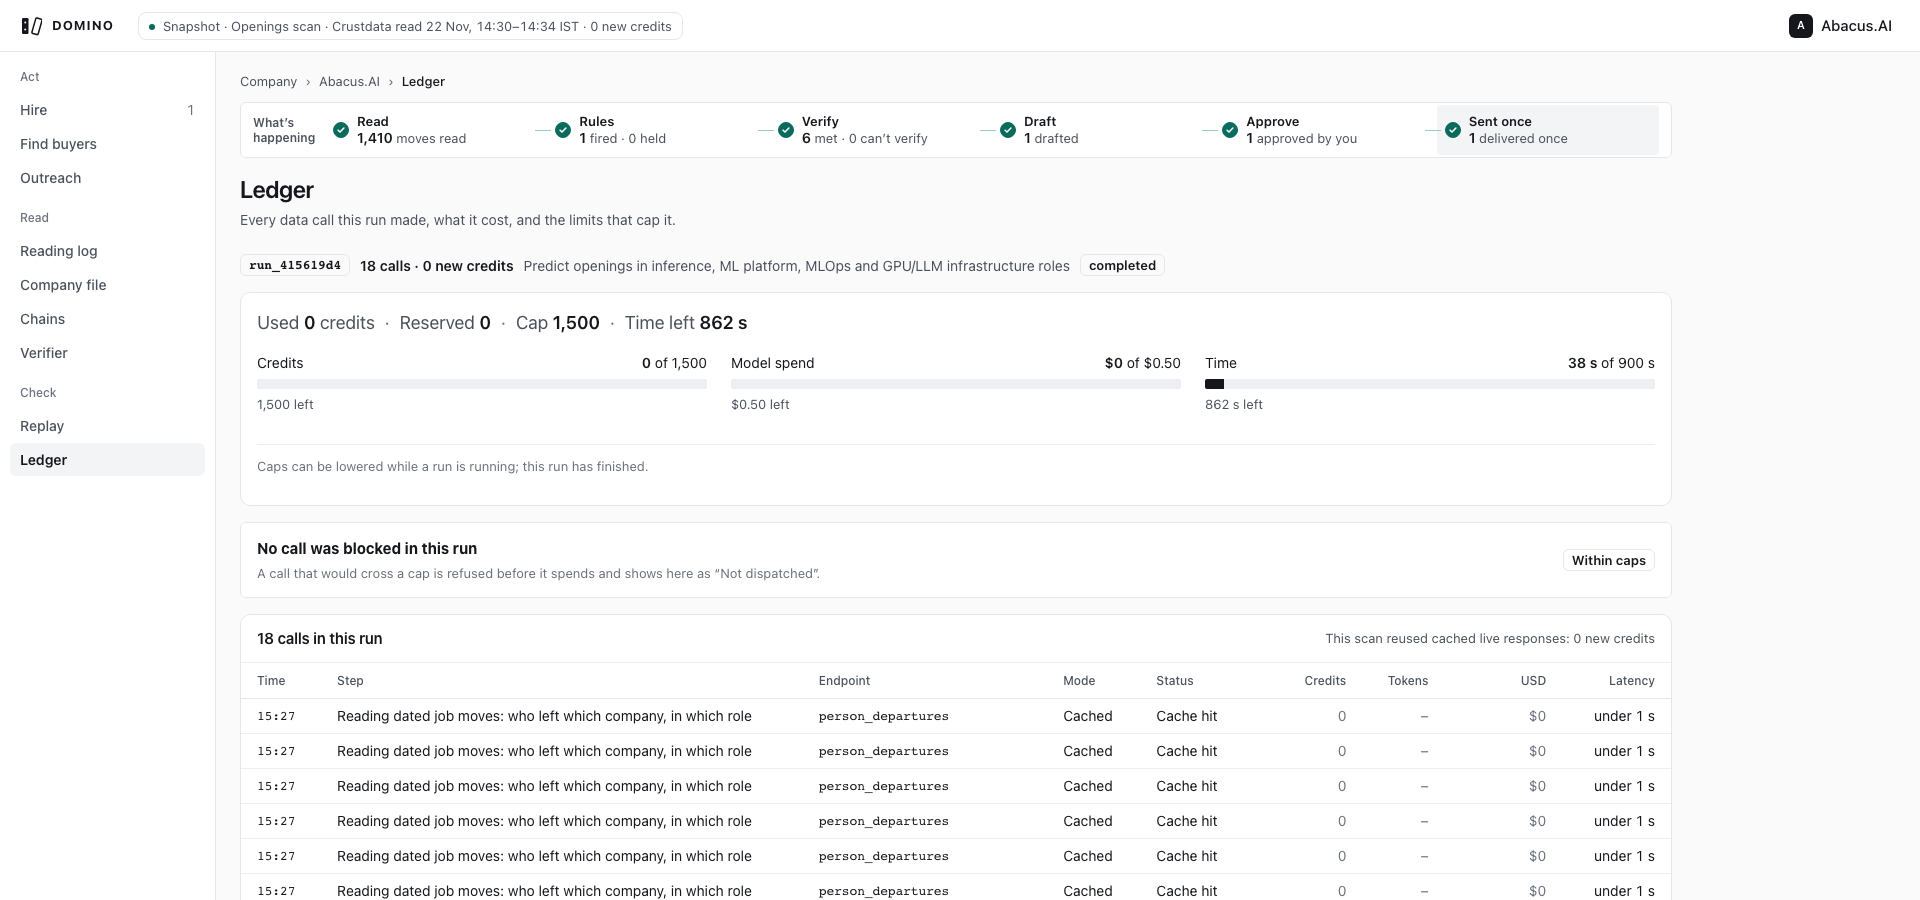 DOMINO
Snapshot · Openings scan · Crustdata read 22 Nov, 14:30–14:34 IST · 0 new credits
A Abacus.AI
Act
Hire 1
Find buyers
Outreach
Read
Reading log
Company file
Chains
Verifier
Check
Replay
Ledger
Company › Abacus.AI › Ledger
What's happening
Read
1,410 moves read
Rules
1 fired · 0 held
Verify
6 met · 0 can't verify
Draft
1 drafted
Approve
1 approved by you
Sent once
1 delivered once
Ledger
Every data call this run made, what it cost, and the limits that cap it.
run_415619d4 18 calls · 0 new credits Predict openings in inference, ML platform, MLOps and GPU/LLM infrastructure roles completed
Used 0 credits · Reserved 0 · Cap 1,500 · Time left 862 s
Credits 0 of 1,500
1,500 left
Model spend $0 of $0.50
$0.50 left
Time 38 s of 900 s
862 s left
Caps can be lowered while a run is running; this run has finished.
No call was blocked in this run
A call that would cross a cap is refused before it spends and shows here as “Not dispatched”.
Within caps
18 calls in this run
This scan reused cached live responses: 0 new credits
Time Step Endpoint Mode Status Credits Tokens USD Latency
15:27 Reading dated job moves: who left which company, in which role person_departures Cached Cache hit 0 – $0 under 1 s
15:27 Reading dated job moves: who left which company, in which role person_departures Cached Cache hit 0 – $0 under 1 s
15:27 Reading dated job moves: who left which company, in which role person_departures Cached Cache hit 0 – $0 under 1 s
15:27 Reading dated job moves: who left which company, in which role person_departures Cached Cache hit 0 – $0 under 1 s
15:27 Reading dated job moves: who left which company, in which role person_departures Cached Cache hit 0 – $0 under 1 s
15:27 Reading dated job moves: who left which company, in which role person_departures Cached Cache hit 0 – $0 under 1 s